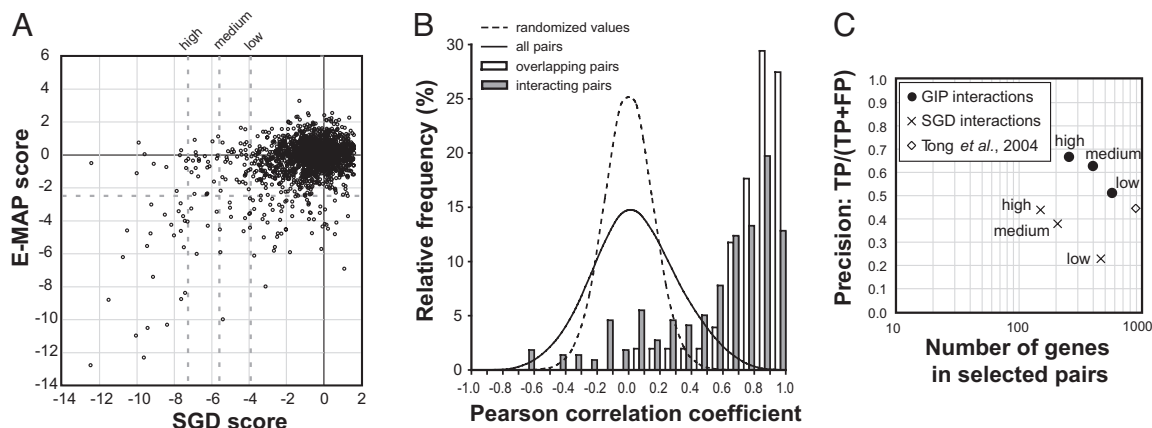 A
high
medium
low
6
4
2
0
-2
-4
-6
-8
-10
-12
-14
-14 -12 -10 -8 -6 -4 -2 0
E-MAP score
SGD score
B
randomized values
all pairs
overlapping pairs
interacting pairs
30
25
20
15
10
5
0
-1.0 -0.8 -0.6 -0.4 -0.2 0.0 0.2 0.4 0.6 0.8 1.0
Relative frequency (%)
Pearson correlation coefficient
C
1.0
0.9
0.8
0.7
0.6
0.5
0.4
0.3
0.2
0.1
0.0
10 100 1000
Precision: TP/(TP+FP)
GIP interactions
SGD interactions
Tong et al., 2004
high
medium
low
high
medium
low
Number of genes
in selected pairs